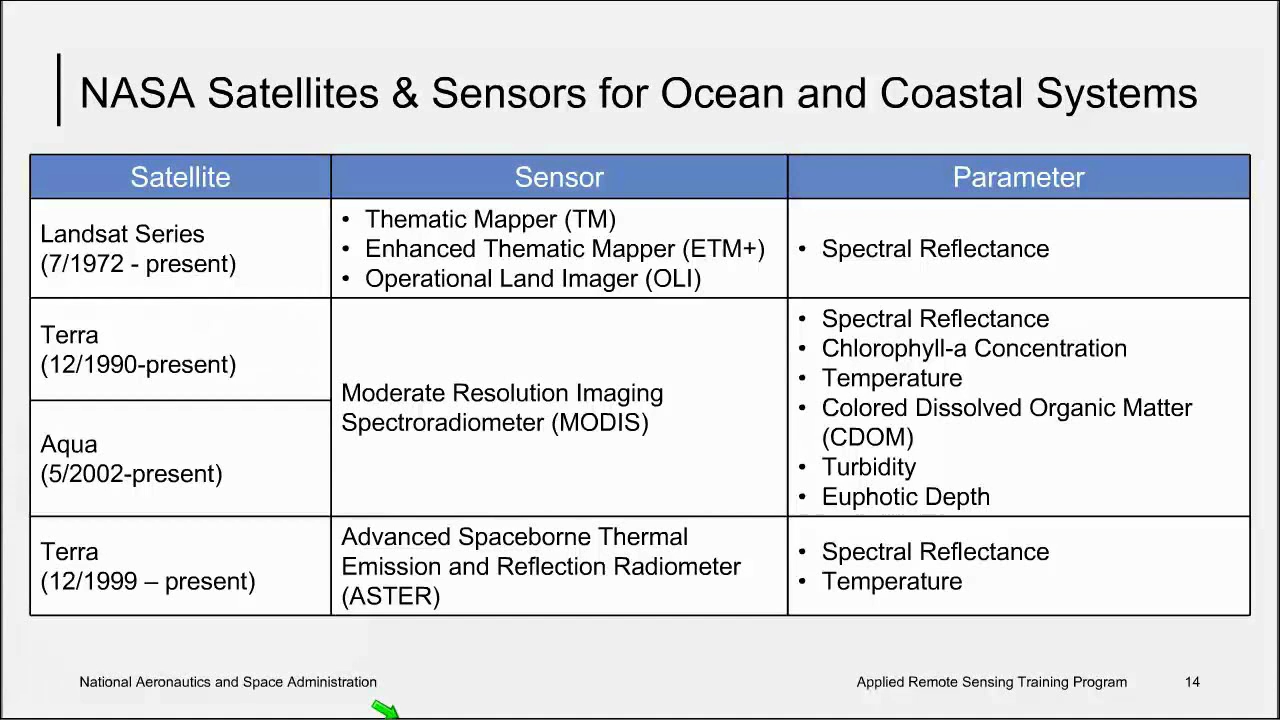 NASA Satellites & Sensors for Ocean and Coastal Systems
Satellite
Sensor
Parameter
Landsat Series
(7/1972 - present)
• Thematic Mapper (TM)
• Enhanced Thematic Mapper (ETM+)
• Operational Land Imager (OLI)
• Spectral Reflectance
Terra
(12/1990-present)
Aqua
(5/2002-present)
Moderate Resolution Imaging
Spectroradiometer (MODIS)
• Spectral Reflectance
• Chlorophyll-a Concentration
• Temperature
• Colored Dissolved Organic Matter
(CDOM)
• Turbidity
• Euphotic Depth
Terra
(12/1999 – present)
Advanced Spaceborne Thermal
Emission and Reflection Radiometer
(ASTER)
• Spectral Reflectance
• Temperature
National Aeronautics and Space Administration
Applied Remote Sensing Training Program
14